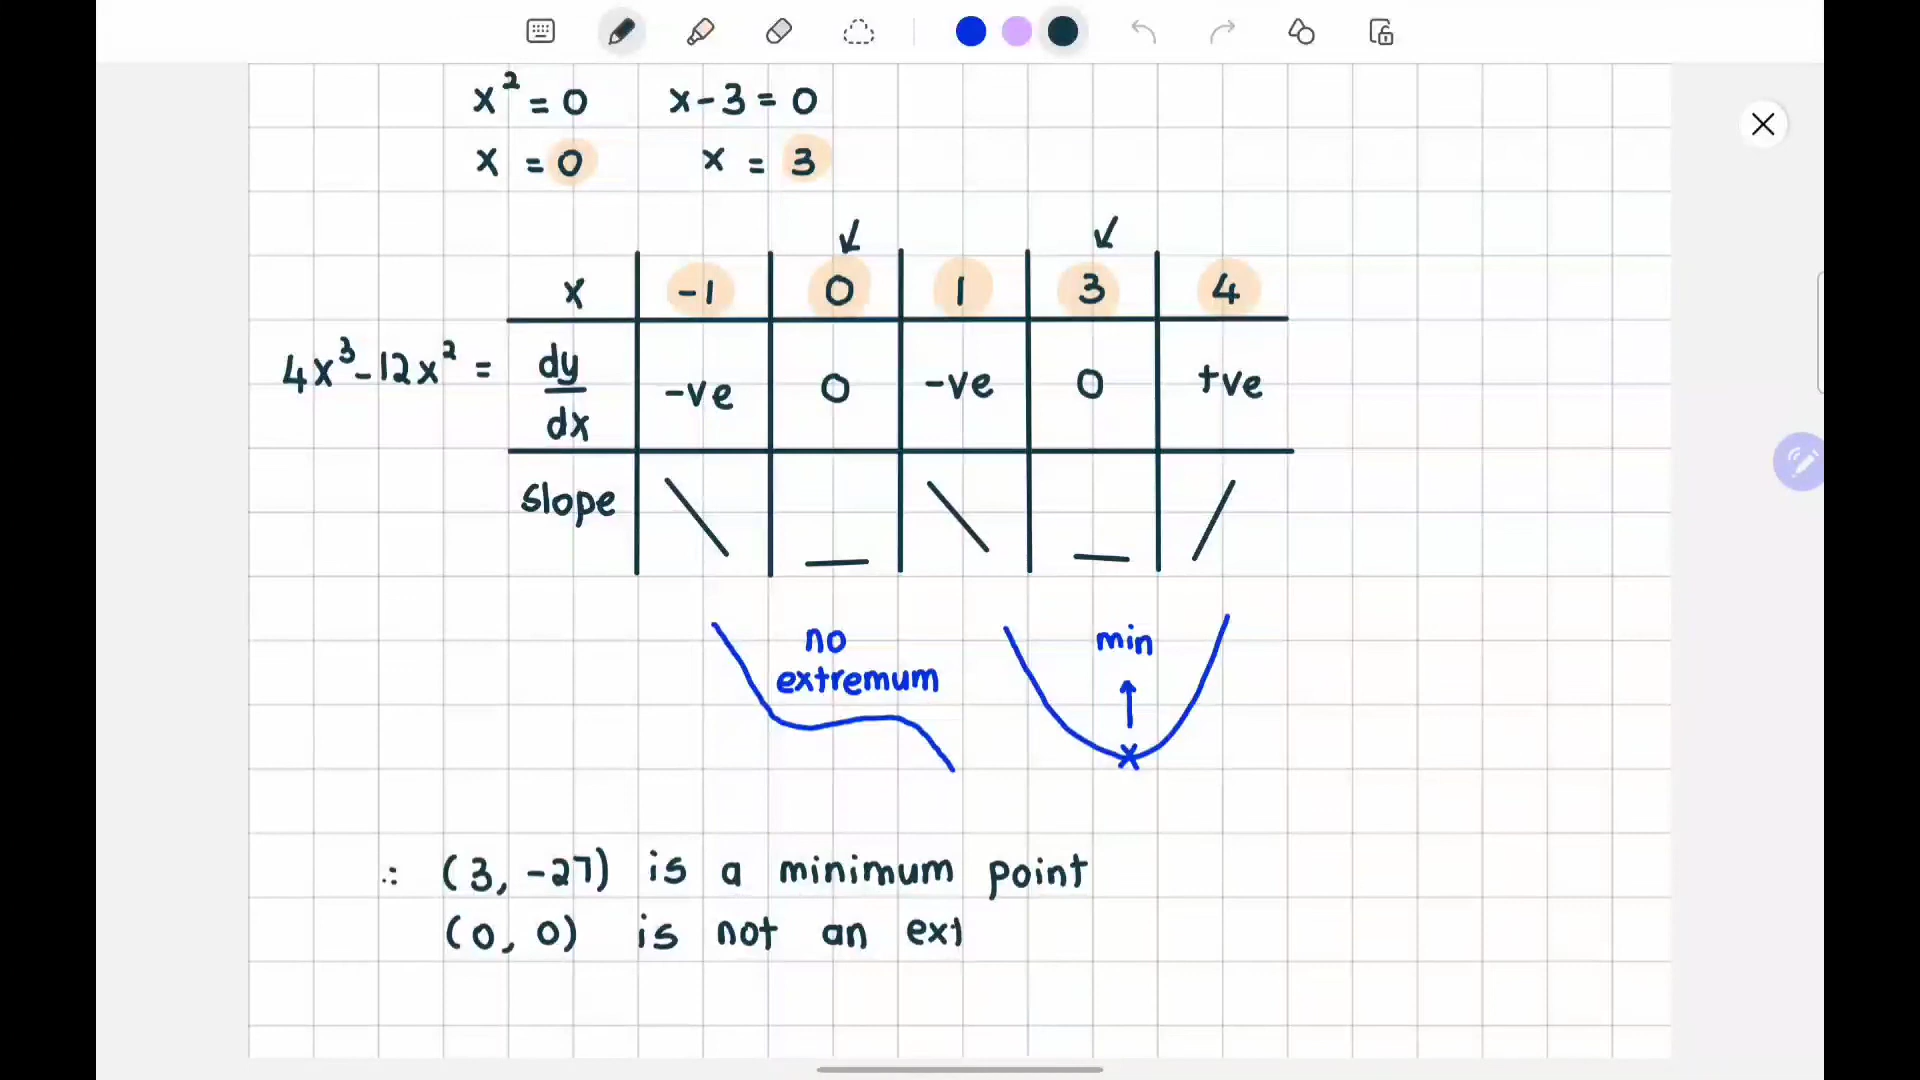 x² = 0 x - 3 = 0
x = 0 x = 3
x -1 0 1 3 4
4x³ - 12x² = dy/dx -ve 0 -ve 0 +ve
slope
no min
extremum
∴ (3, -27) is a minimum point
(0, 0) is not an ext